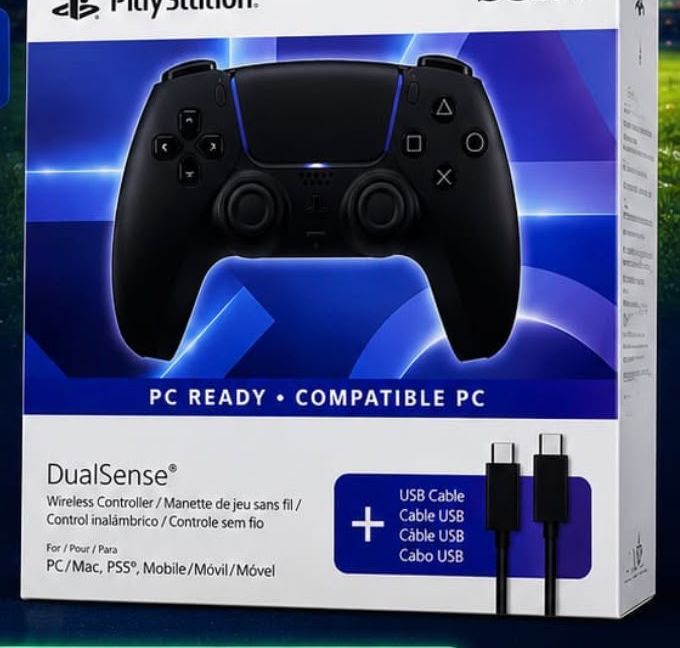 PlayStation®
PC READY • COMPATIBLE PC
DualSense®
Wireless Controller / Manette de jeu sans fil /
Control inalámbrico / Controle sem fio
For / Pour / Para
PC/Mac, PS5®, Mobile/Móvil/Móvel
+
USB Cable
Cable USB
Câble USB
Cabo USB